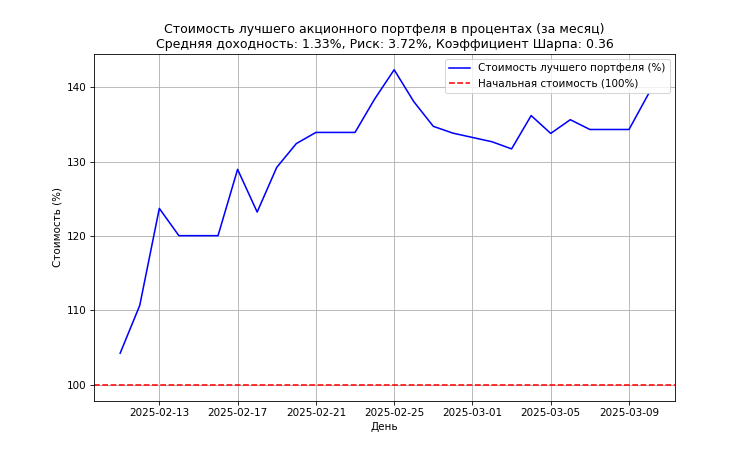 Стоимость лучшего акционного портфеля в процентах (за месяц)
Средняя доходность: 1.33%, Риск: 3.72%, Коэффициент Шарпа: 0.36
Стоимость лучшего портфеля (%)
Начальная стоимость (100%)
Стоимость (%)
140
130
120
110
100
2025-02-13 2025-02-17 2025-02-21 2025-02-25 2025-03-01 2025-03-05 2025-03-09
День